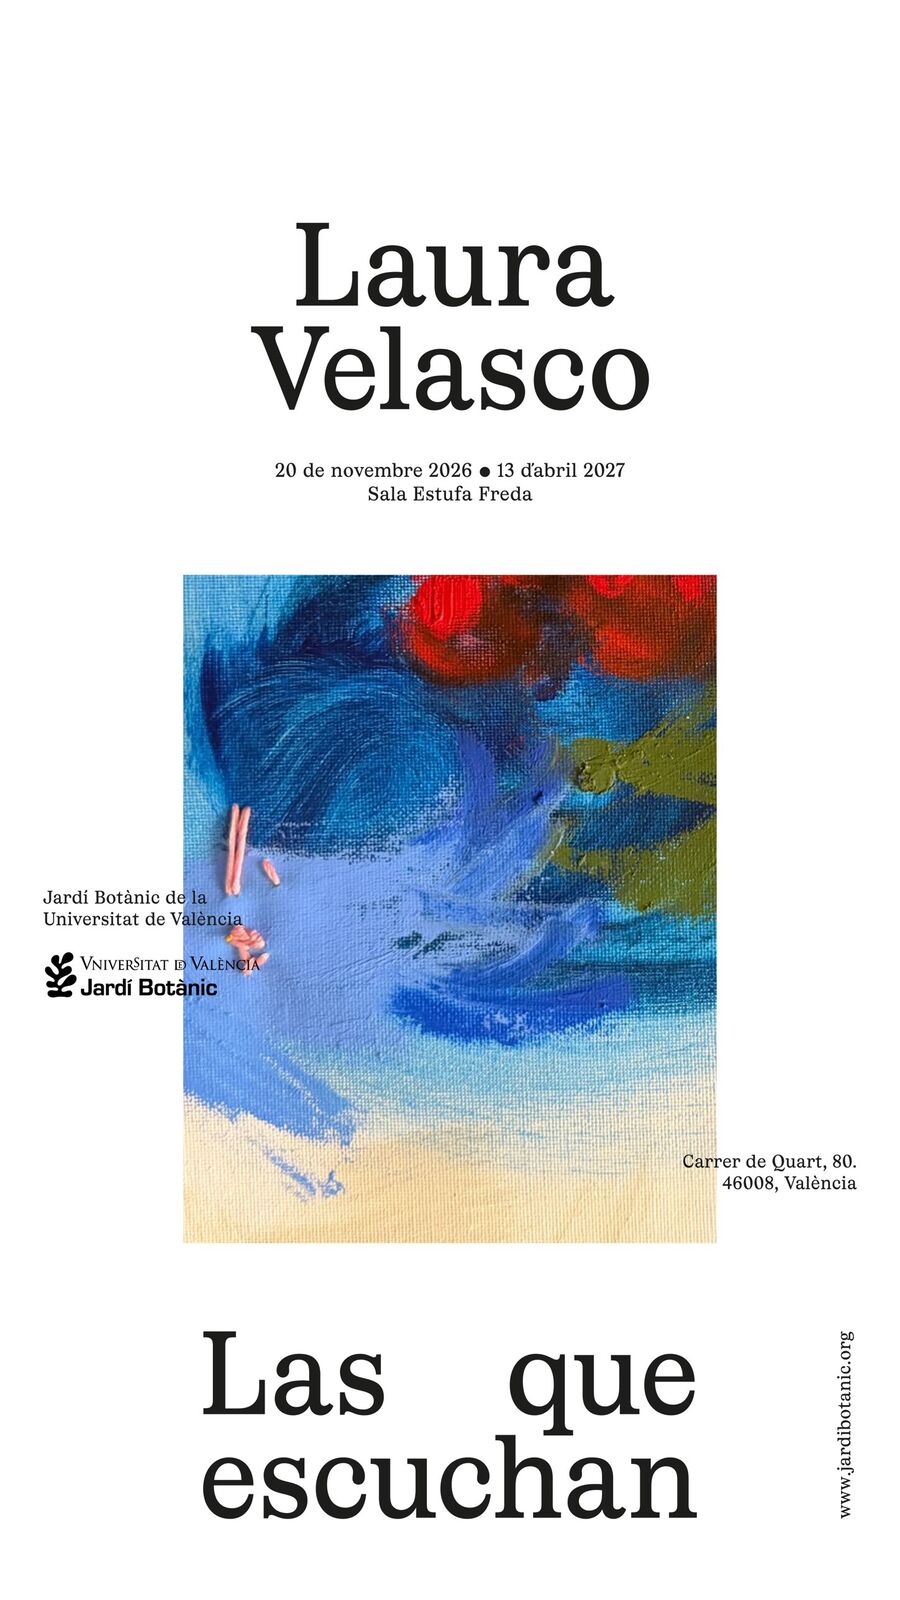 Laura
Velasco
20 de novembre 2026 ● 13 d'abril 2027
Sala Estufa Freda
Jardí Botànic de la
Universitat de València
VNIVERSITAT ID VALÈNCIA
Jardí Botànic
Carrer de Quart, 80.
46008, València
Las que
escuchan
www.jardibotanic.org